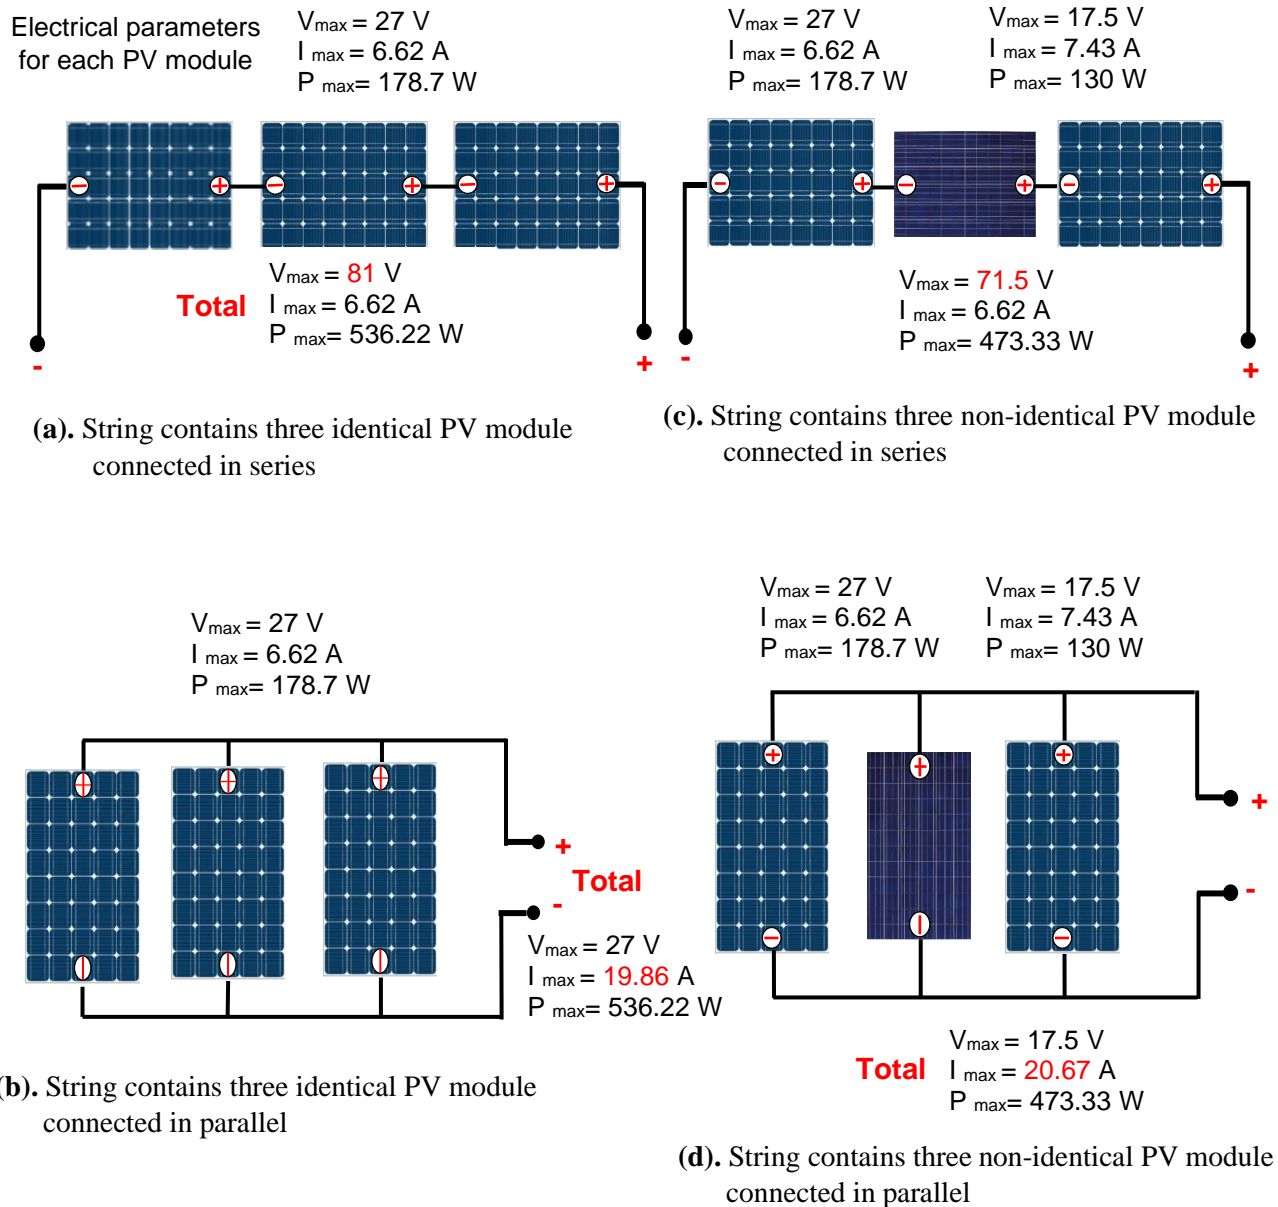 Electrical parameters
for each PV module
Vmax = 27 V
I max = 6.62 A
P max= 178.7 W
Total
Vmax = 81 V
I max = 6.62 A
P max= 536.22 W
-
+
(a). String contains three identical PV module
connected in series
Vmax = 27 V
I max = 6.62 A
P max= 178.7 W
Vmax = 17.5 V
I max = 7.43 A
P max= 130 W
Vmax = 71.5 V
I max = 6.62 A
P max= 473.33 W
-
+
(c). String contains three non-identical PV module
connected in series
Vmax = 27 V
I max = 6.62 A
P max= 178.7 W
+
Total
-
Vmax = 27 V
I max = 19.86 A
P max= 536.22 W
b). String contains three identical PV module
connected in parallel
Vmax = 27 V
I max = 6.62 A
P max= 178.7 W
Vmax = 17.5 V
I max = 7.43 A
P max= 130 W
+
-
Total
Vmax = 17.5 V
I max = 20.67 A
P max= 473.33 W
(d). String contains three non-identical PV module
connected in parallel